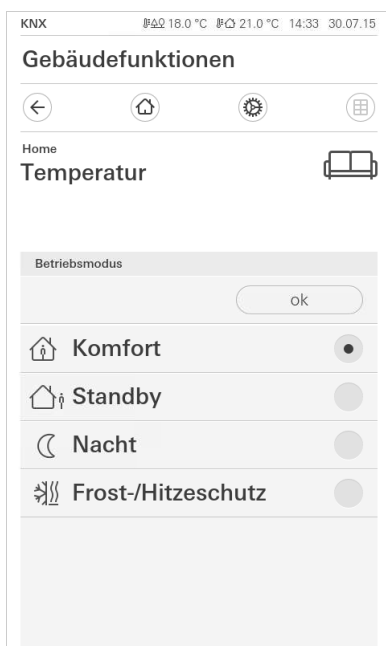 KNX 18.0 °C 21.0 °C 14:33 30.07.15
Gebäudefunktionen
Home
Temperatur
Betriebsmodus
ok
Komfort
Standby
Nacht
Frost-/Hitzeschutz